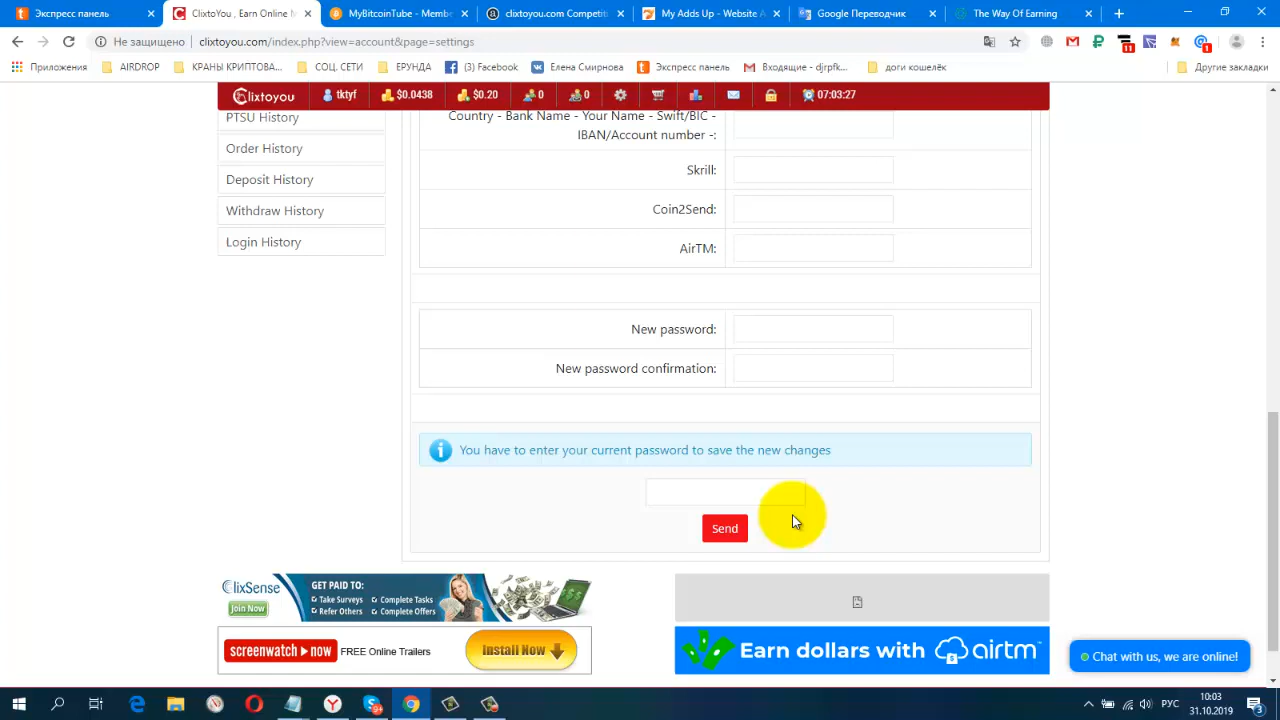 Экспресс панель
ClixtoYou , Earn Online M
MyBitcoinTube - Membe
clixtoyou.com Competiti
My Adds Up - Website A
Google Переводчик
The Way Of Earning
Не защищено
clixtoyou.com/index.php?view=account&page=settings
11
1
Приложения
AIRDROP
КРАНЫ КРИПТОВА...
СОЦ. СЕТИ
ЕРУНДА
(3) Facebook
Елена Смирнова
Экспресс панель
Входящие - djrpfk...
доги кошелёк
Другие закладки
Clixtoyou
tktyf
$0.0438
$0.20
0
0
07:03:27
PTSU History
Order History
Deposit History
Withdraw History
Login History
Country - Bank Name - Your Name - Swift/BIC -
IBAN/Account number -:
Skrill:
Coin2Send:
AirTM:
New password:
New password confirmation:
You have to enter your current password to save the new changes
Send
ClixSense
Join Now
GET PAID TO:
Take Surveys
Complete Tasks
Refer Others
Complete Offers
screenwatch now
FREE Online Trailers
Install Now
Earn dollars with
airtm
Chat with us, we are online!
РУС
10:03
31.10.2019
3